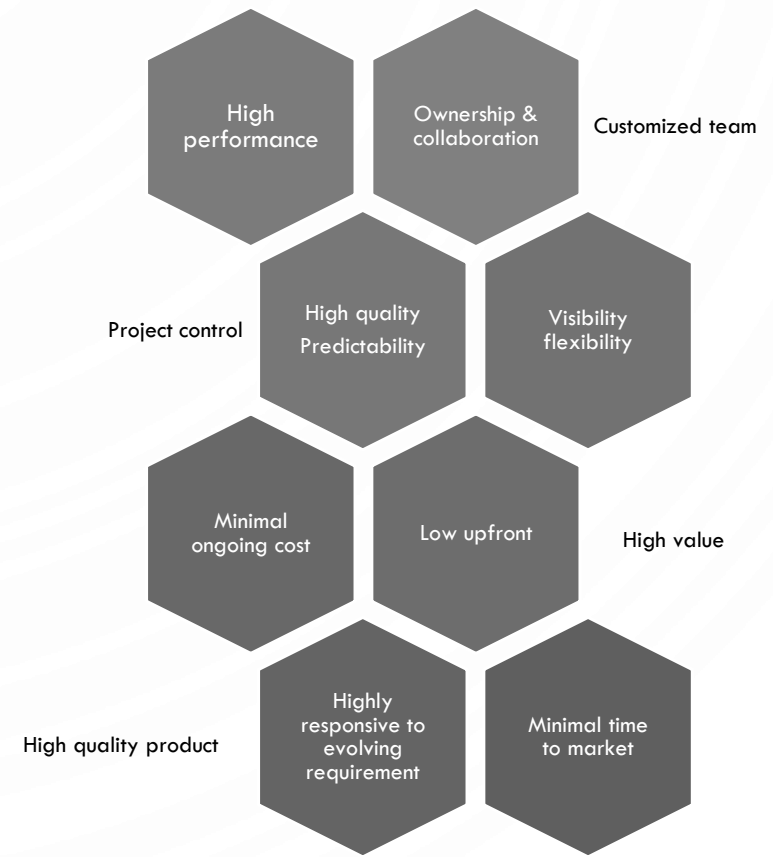 High
performance
Ownership &
collaboration
Customized team
Project control
High quality
Predictability
Visibility
flexibility
Minimal
ongoing cost
Low upfront
High value
High quality product
Highly
responsive to
evolving
requirement
Minimal time
to market